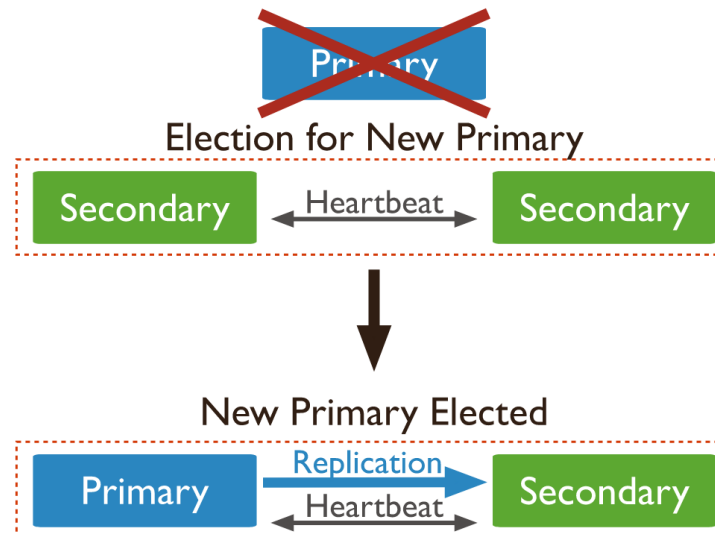 Primary
Election for New Primary
Secondary
Heartbeat
Secondary
New Primary Elected
Primary
Replication
Heartbeat
Secondary